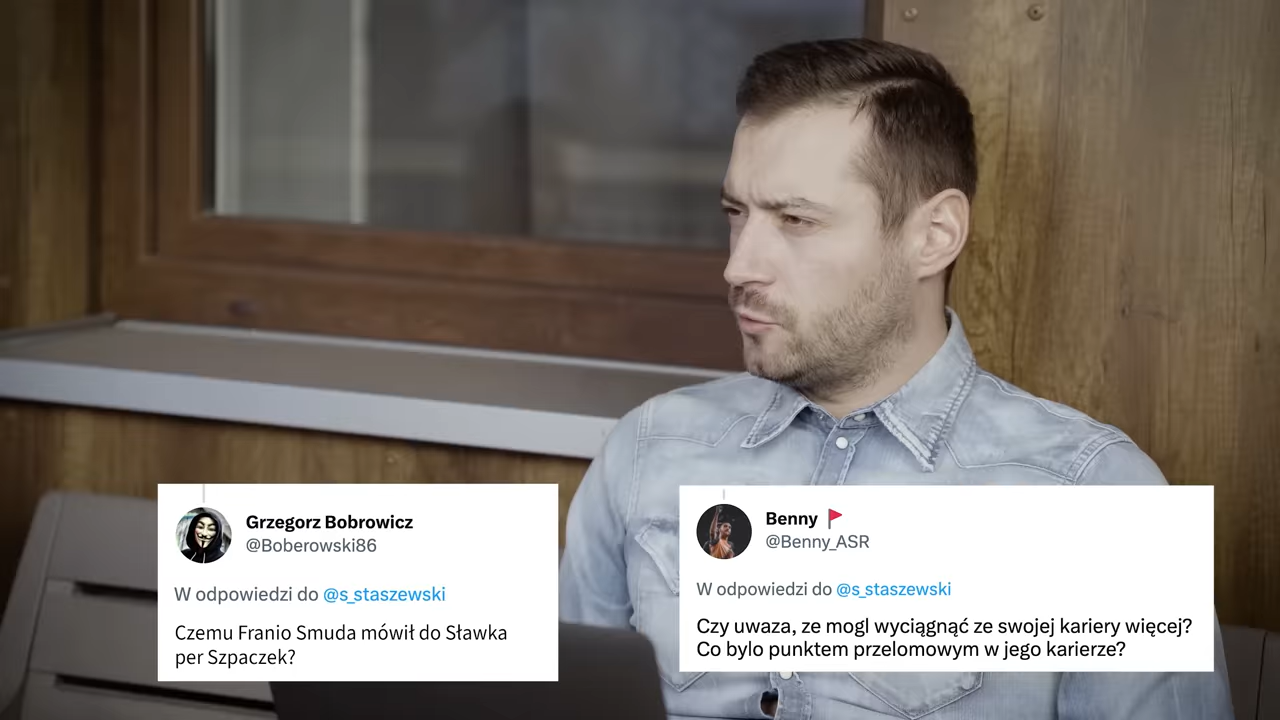 Grzegorz Bobrowicz
@Boberowski86
W odpowiedzi do @s_staszewski
Czemu Franio Smuda mówił do Sławka
per Szpaczek?
Benny
@Benny_ASR
W odpowiedzi do @s_staszewski
Czy uwaza, ze mogl wyciągnąć ze swojej kariery więcej?
Co bylo punktem przelomowym w jego karierze?